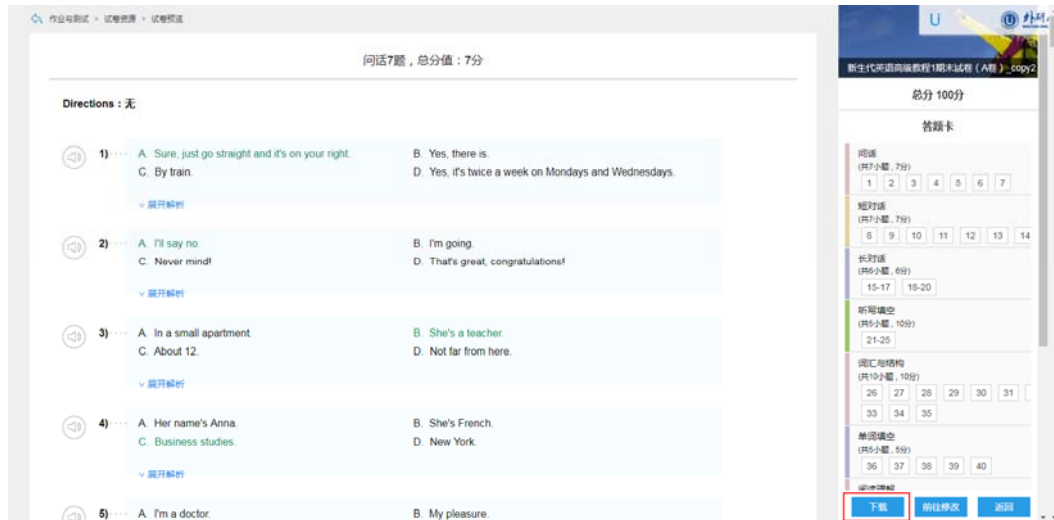 作业与测试 > 试卷资源 > 试卷预览
问话7题，总分值：7分
Directions：无
1) A. Sure, just go straight and it's on your right. B. Yes, there is.
C. By train. D. Yes, it's twice a week on Mondays and Wednesdays.
展开解析
2) A. I'll say no. B. I'm going.
C. Never mind! D. That's great, congratulations!
展开解析
3) A. In a small apartment. B. She's a teacher.
C. About 12. D. Not far from here.
展开解析
4) A. Her name's Anna. B. She's French.
C. Business studies. D. New York.
展开解析
5) A. I'm a doctor. B. My pleasure.
U
新生代英语高级教程1期末试卷（A卷）_copy2
总分 100分
答题卡
问话
(共7小题, 7分)
1 2 3 4 5 6 7
短对话
(共7小题, 7分)
8 9 10 11 12 13 14
长对话
(共6小题, 6分)
15-17 18-20
听写填空
(共5小题, 10分)
21-25
词汇与结构
(共10小题, 10分)
26 27 28 29 30 31
33 34 35
单词填空
(共5小题, 5分)
36 37 38 39 40
阅读理解
下载 前往修改 返回